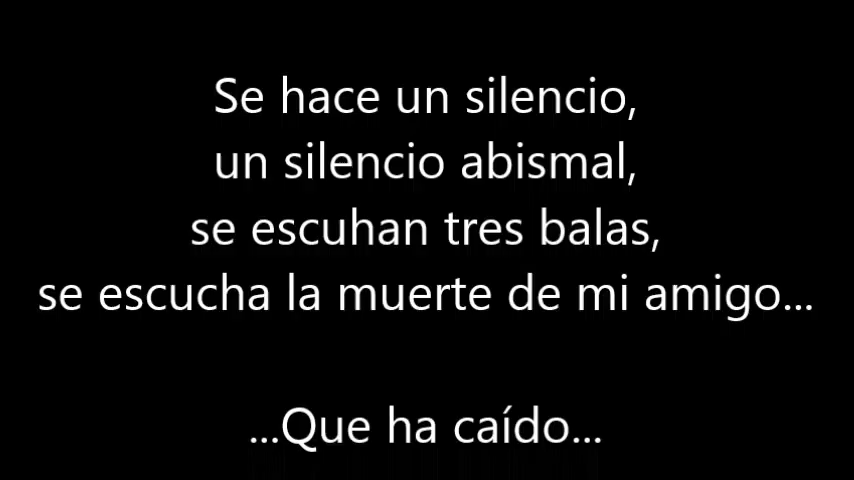 Se hace un silencio,
un silencio abismal,
se escuhan tres balas,
se escucha la muerte de mi amigo...
...Que ha caído...